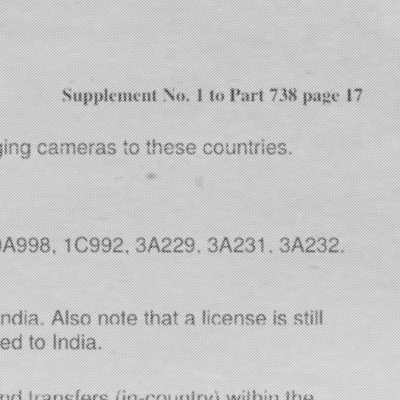 Supplement No. 1 to Part 738 page 17
ging cameras to these countries.
0A998, 1C992, 3A229, 3A231, 3A232,
ndia. Also note that a license is still
ed to India.
nd transfers (in-country) within the